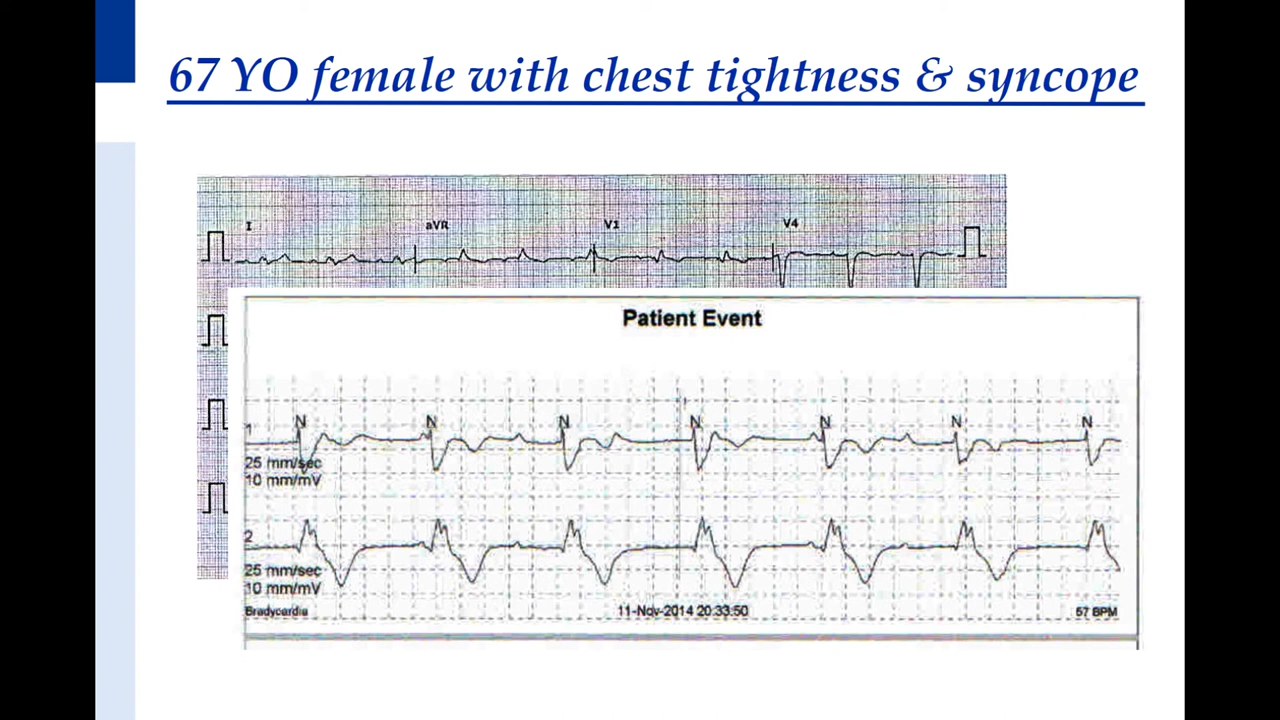 67 YO female with chest tightness & syncope
I aVR V1 V4
Patient Event
N N N N N N N
1
25 mm/sec
10 mm/mV
2
25 mm/sec
10 mm/mV
Bradycardia 11-Nov-2014 20:33:50 57 BPM